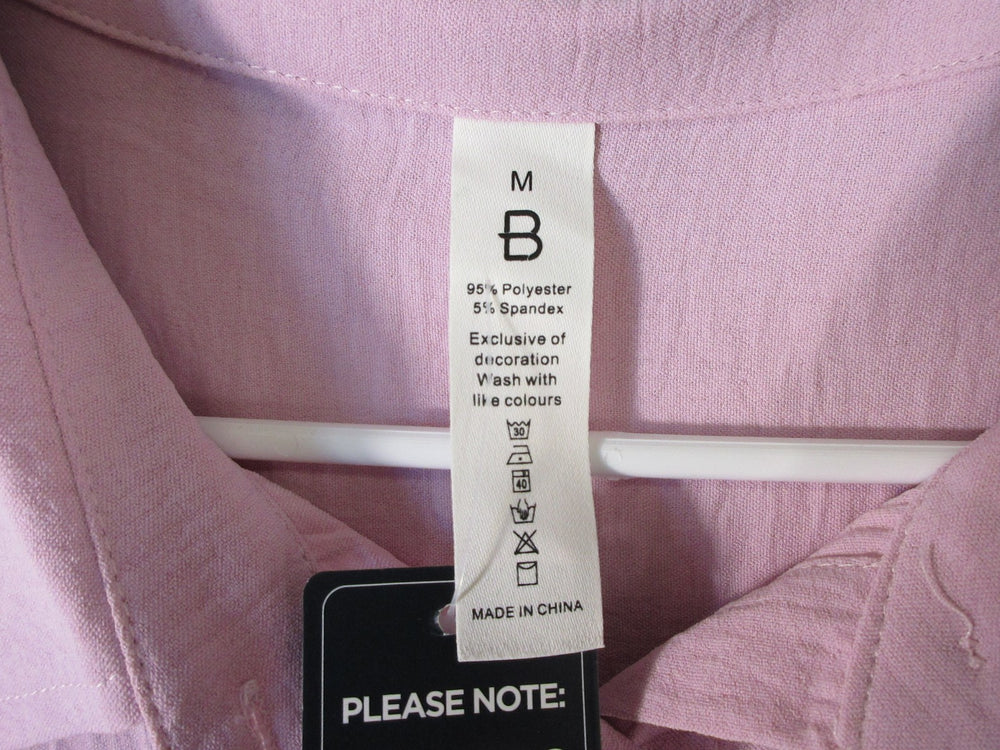 M
B
95% Polyester
5% Spandex
Exclusive of
decoration
Wash with
like colours
30
40
MADE IN CHINA
PLEASE NOTE: